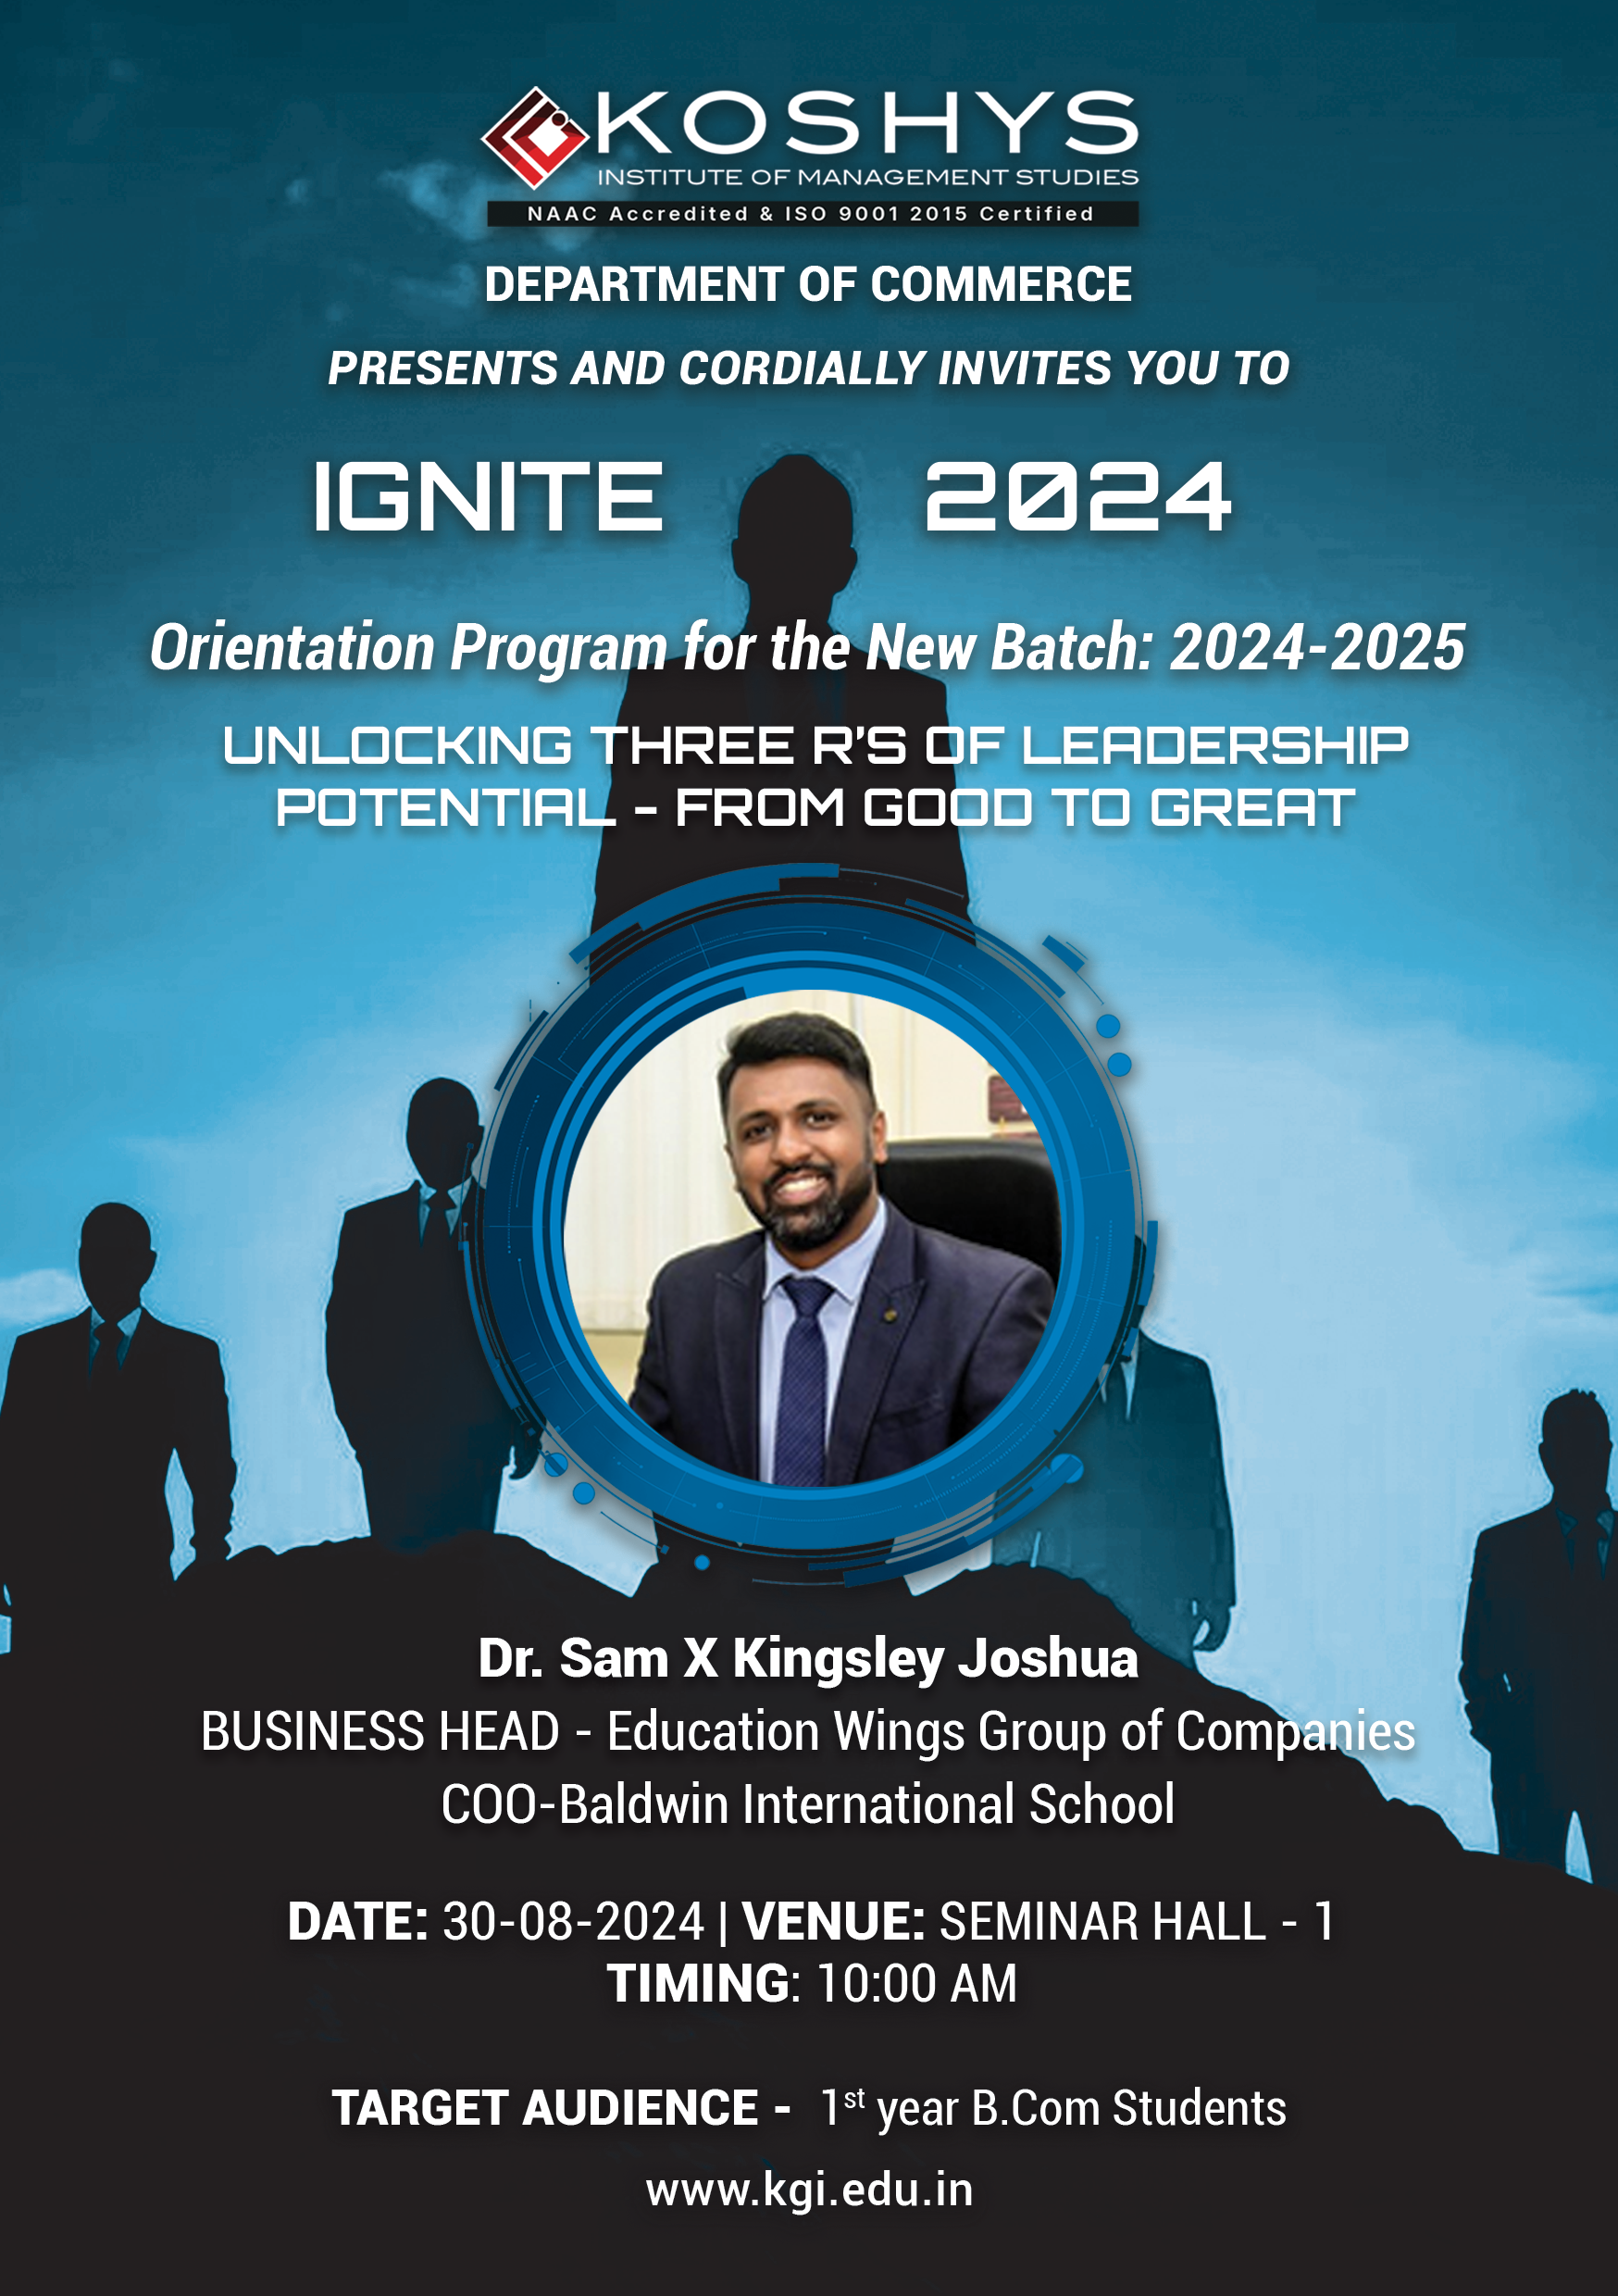 KOSHYS
INSTITUTE OF MANAGEMENT STUDIES
NAAC Accredited & ISO 9001 2015 Certified
DEPARTMENT OF COMMERCE
PRESENTS AND CORDIALLY INVITES YOU TO
IGNITE 2024
Orientation Program for the New Batch: 2024-2025
UNLOCKING THREE R'S OF LEADERSHIP
POTENTIAL - FROM GOOD TO GREAT
Dr. Sam X Kingsley Joshua
BUSINESS HEAD - Education Wings Group of Companies
COO-Baldwin International School
DATE: 30-08-2024 | VENUE: SEMINAR HALL - 1
TIMING: 10:00 AM
TARGET AUDIENCE - 1st year B.Com Students
www.kgi.edu.in